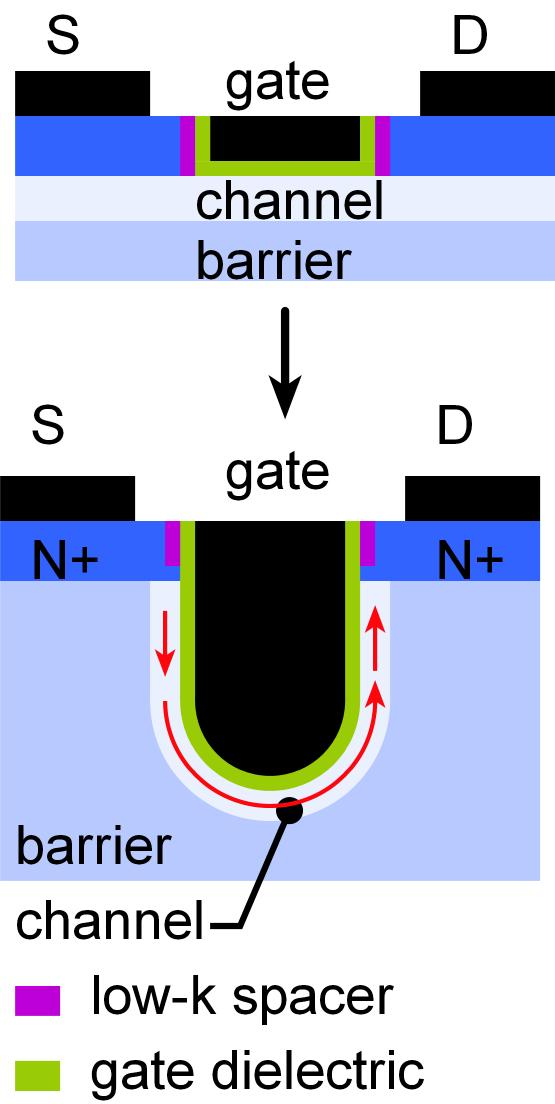 S D
gate
channel
barrier
S D
gate
N+ N+
barrier
channel
low-k spacer
gate dielectric